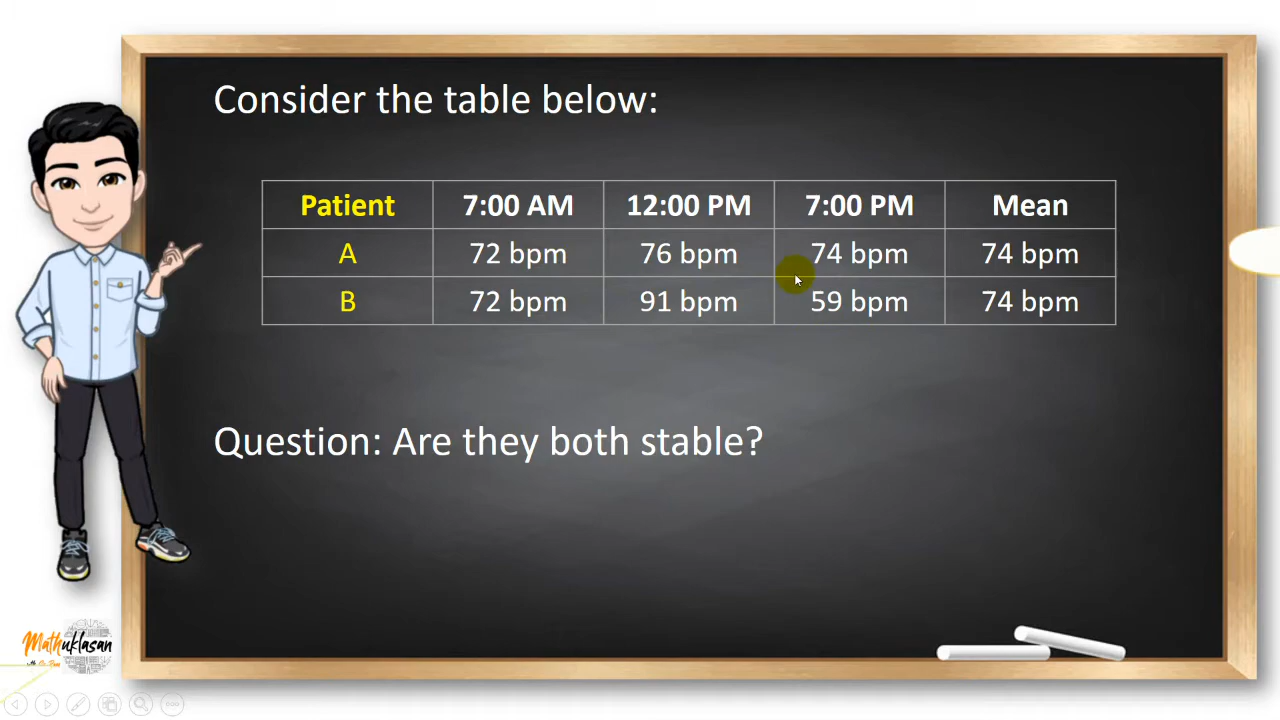 Consider the table below:
Patient 7:00 AM 12:00 PM 7:00 PM Mean
A 72 bpm 76 bpm 74 bpm 74 bpm
B 72 bpm 91 bpm 59 bpm 74 bpm
Question: Are they both stable?
Mathuklasan